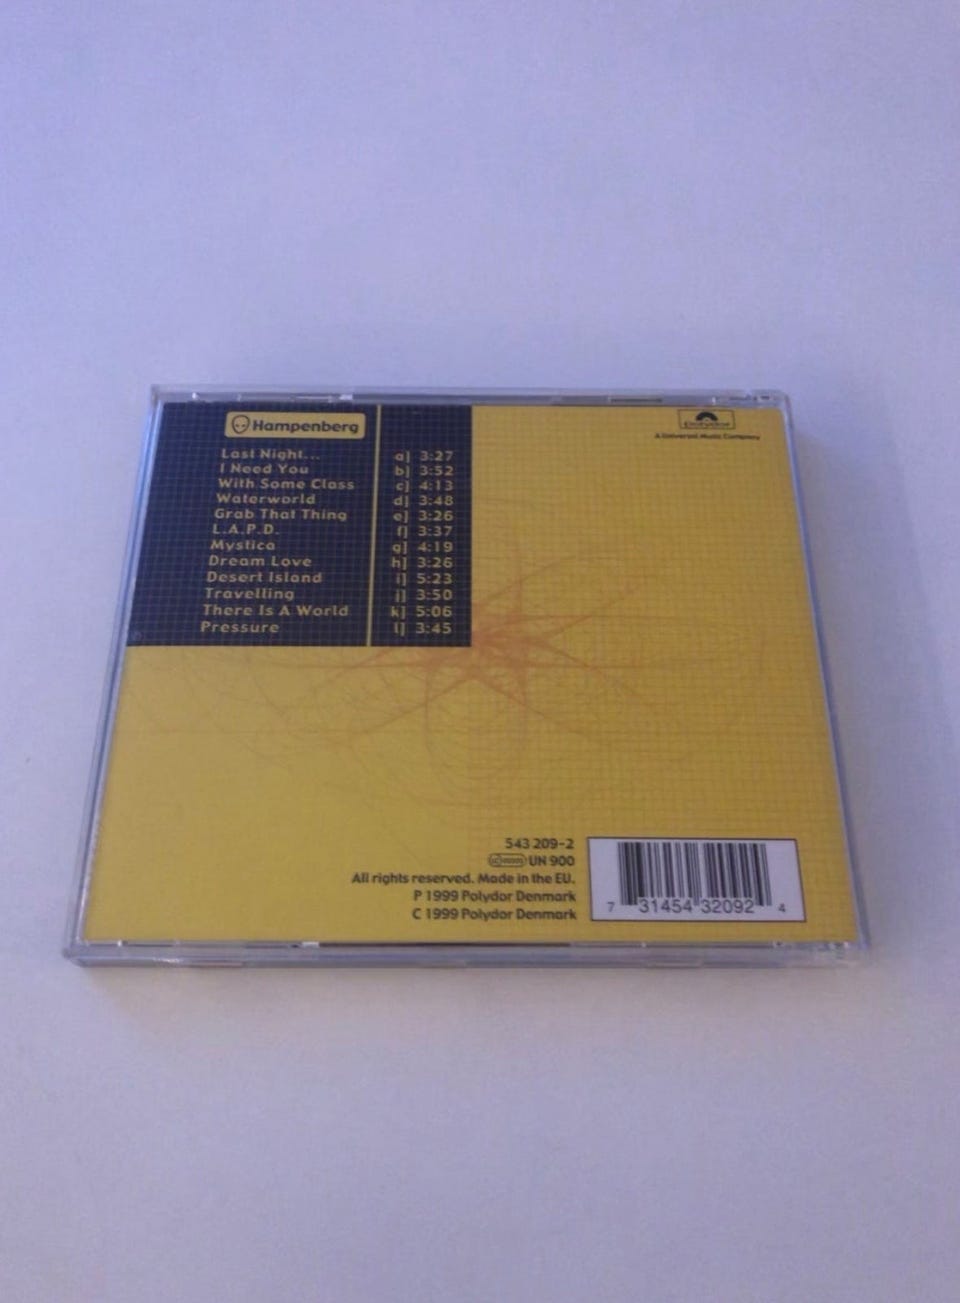 Hampenberg
Last Night... a] 3:27
I Need You b] 3:52
With Some Class c] 4:13
Waterworld d] 3:48
Grab That Thing e] 3:26
L.A.P.D. f] 3:37
Mystica g] 4:19
Dream Love h] 3:26
Desert Island i] 5:23
Travelling j] 3:50
There Is A World k] 5:06
Pressure l] 3:45
polydor
A Universal Music Company
543 209-2
UN 900
All rights reserved. Made in the EU.
P 1999 Polydor Denmark
C 1999 Polydor Denmark
7 31454 32092 4